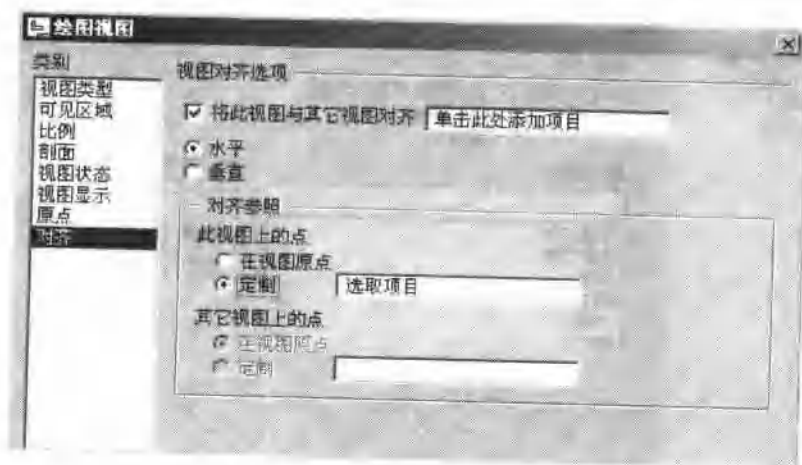 绘图视图
类别
视图类型
可见区域
比例
剖面
视图状态
视图显示
原点
对齐
视图对齐选项
将此视图与其它视图对齐 单击此处添加项目
水平
垂直
对齐参照
此视图上的点
在视图原点
定制 选取项目
其它视图上的点
在视图原点
定制